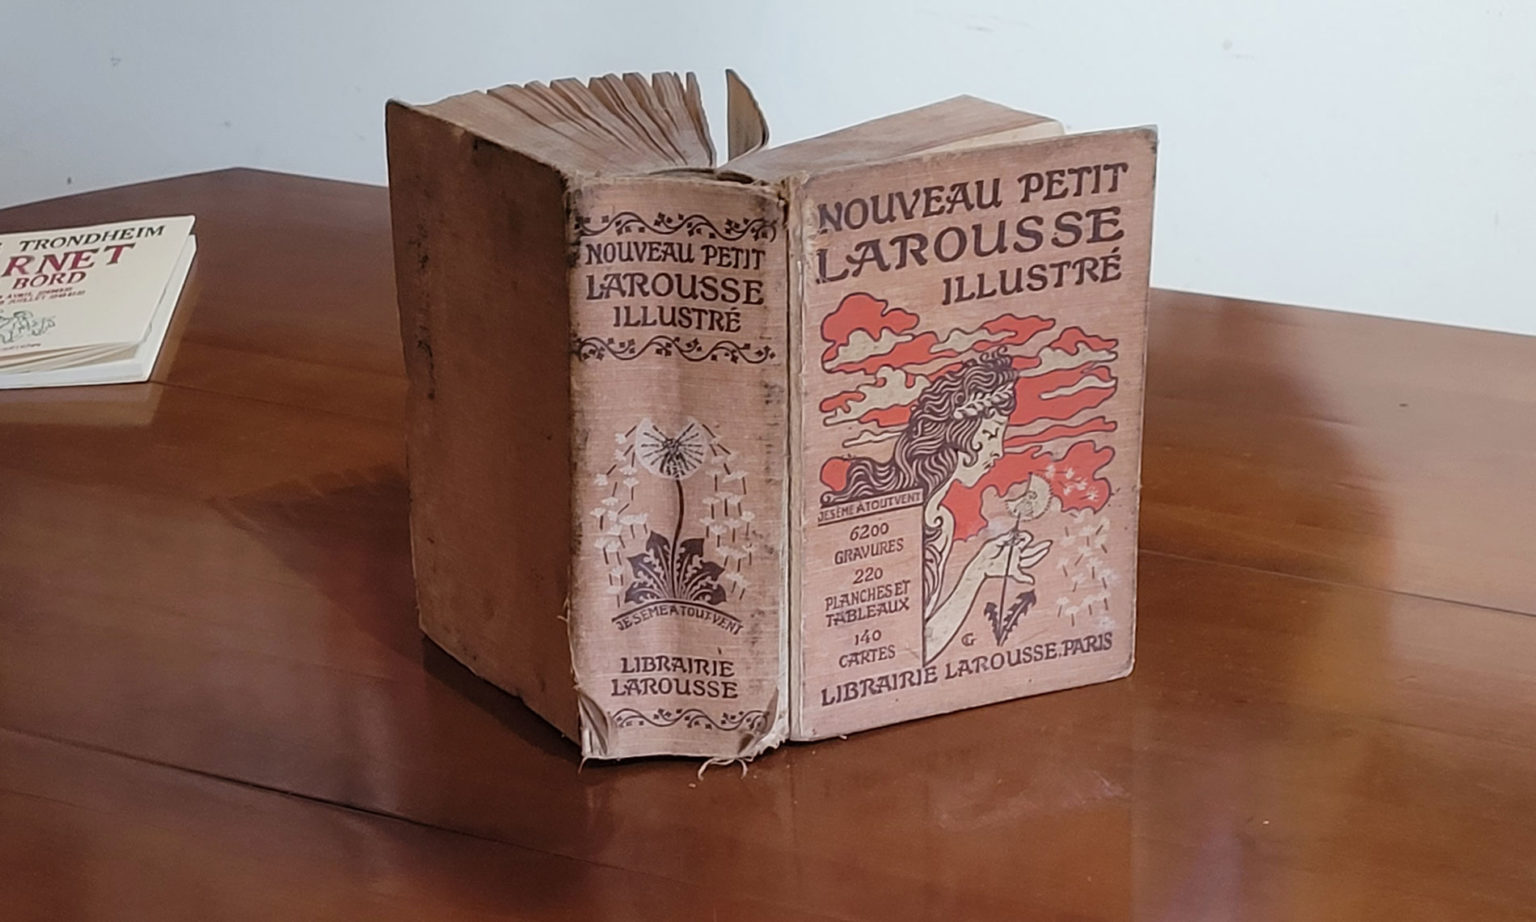 TRONDHEIM
RNET
BORD
NOUVEAU PETIT
LAROUSSE
ILLUSTRÉ
JE SÈME À TOUT VENT
LIBRAIRIE
LAROUSSE
NOUVEAU PETIT
LAROUSSE
ILLUSTRÉ
JE SÈME À TOUT VENT
6200
GRAVURES
220
PLANCHES ET
TABLEAUX
140
CARTES
G
LIBRAIRIE LAROUSSE. PARIS